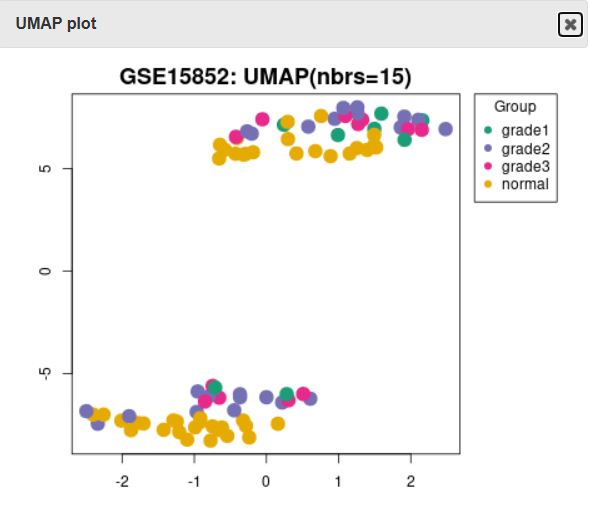 UMAP plot
GSE15852: UMAP(nbrs=15)
Group
grade1
grade2
grade3
normal
5
0
-5
-2
-1
0
1
2